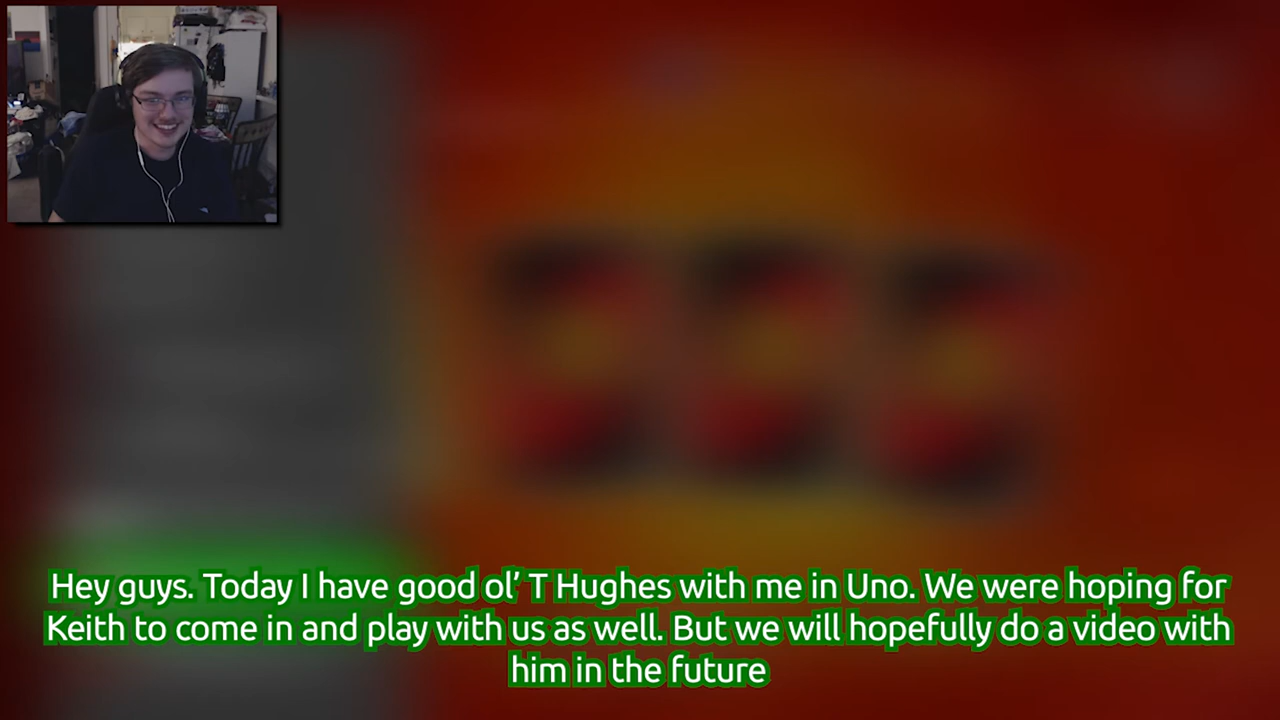 Hey guys. Today I have good ol’ T Hughes with me in Uno. We were hoping for
Keith to come in and play with us as well. But we will hopefully do a video with
him in the future